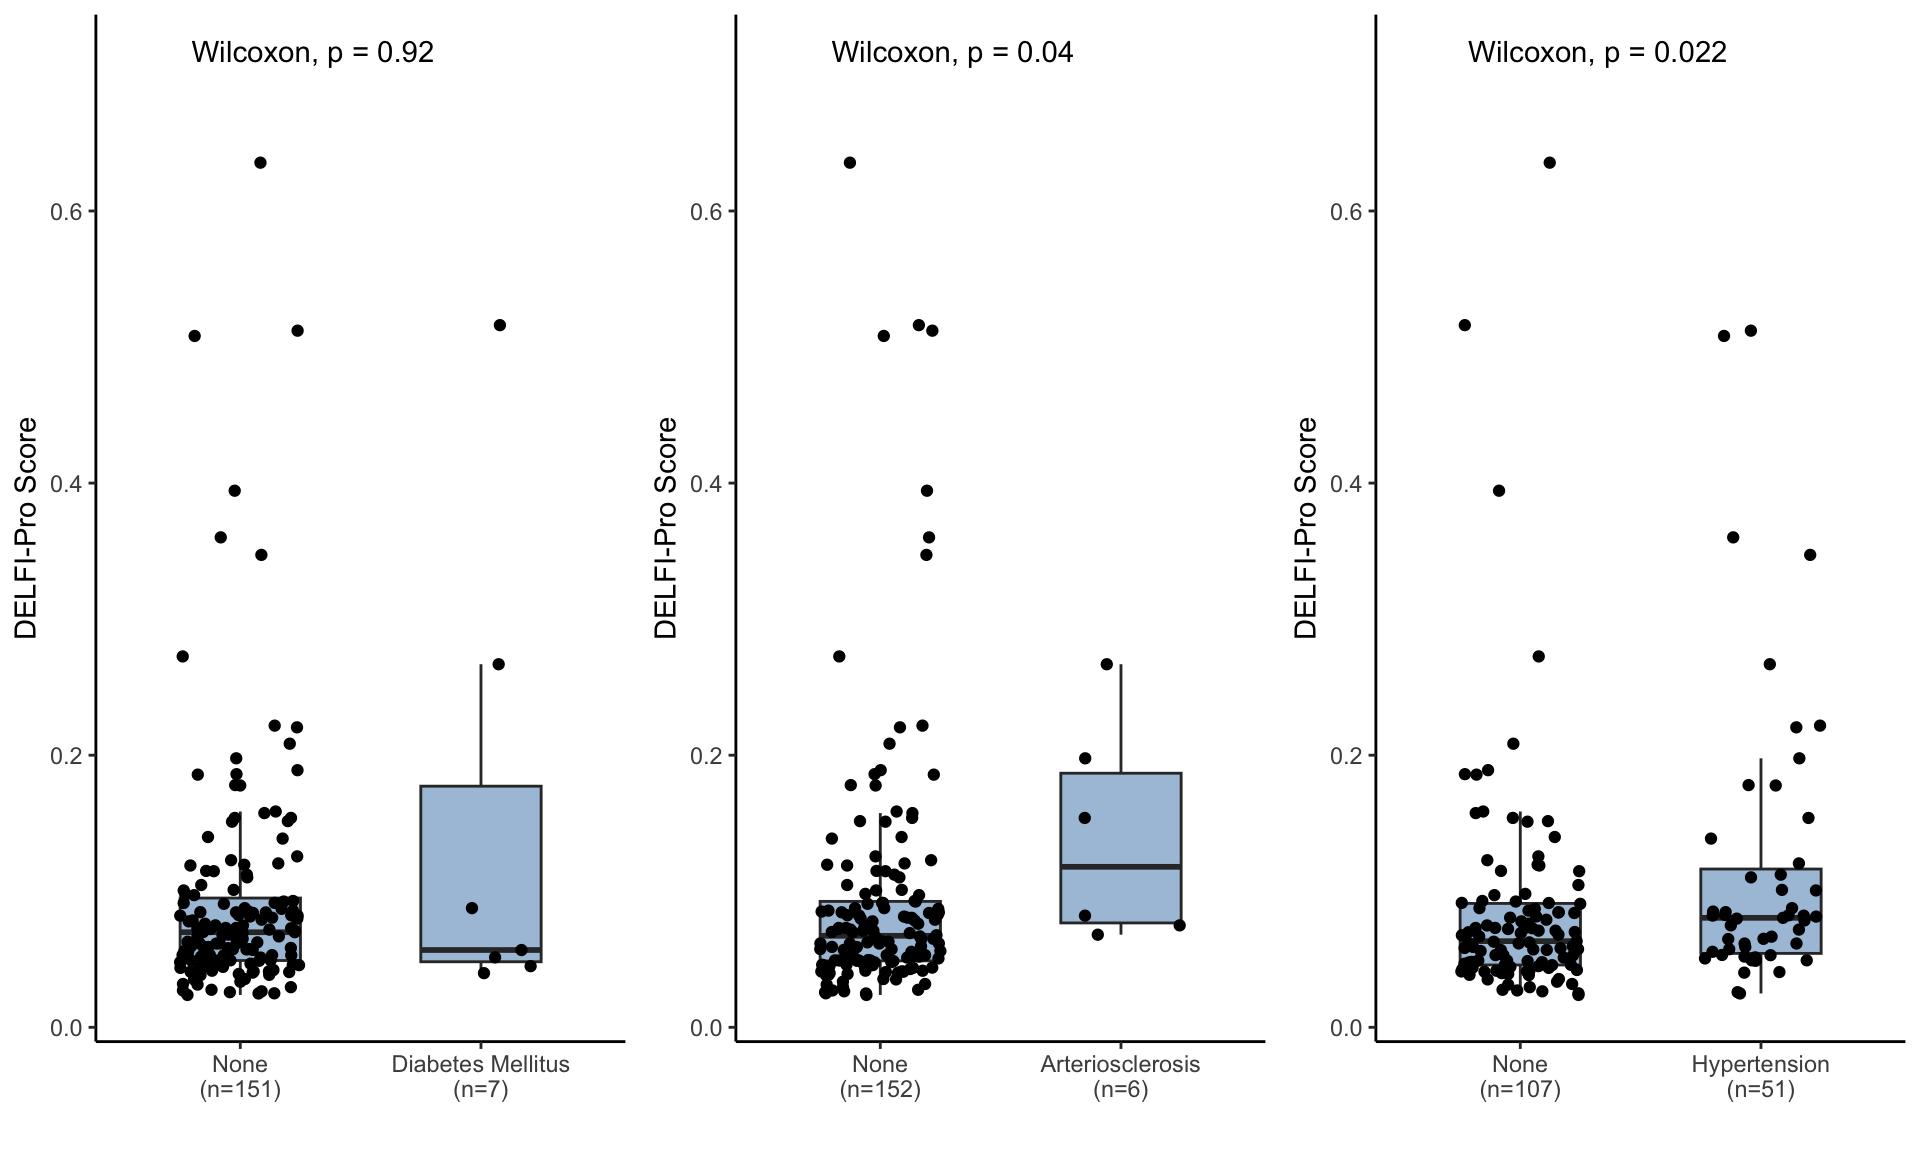 Wilcoxon, p = 0.92
DELFI-Pro Score
0.6
0.4
0.2
0.0
None
(n=151)
Diabetes Mellitus
(n=7)
Wilcoxon, p = 0.04
DELFI-Pro Score
0.6
0.4
0.2
0.0
None
(n=152)
Arteriosclerosis
(n=6)
Wilcoxon, p = 0.022
DELFI-Pro Score
0.6
0.4
0.2
0.0
None
(n=107)
Hypertension
(n=51)